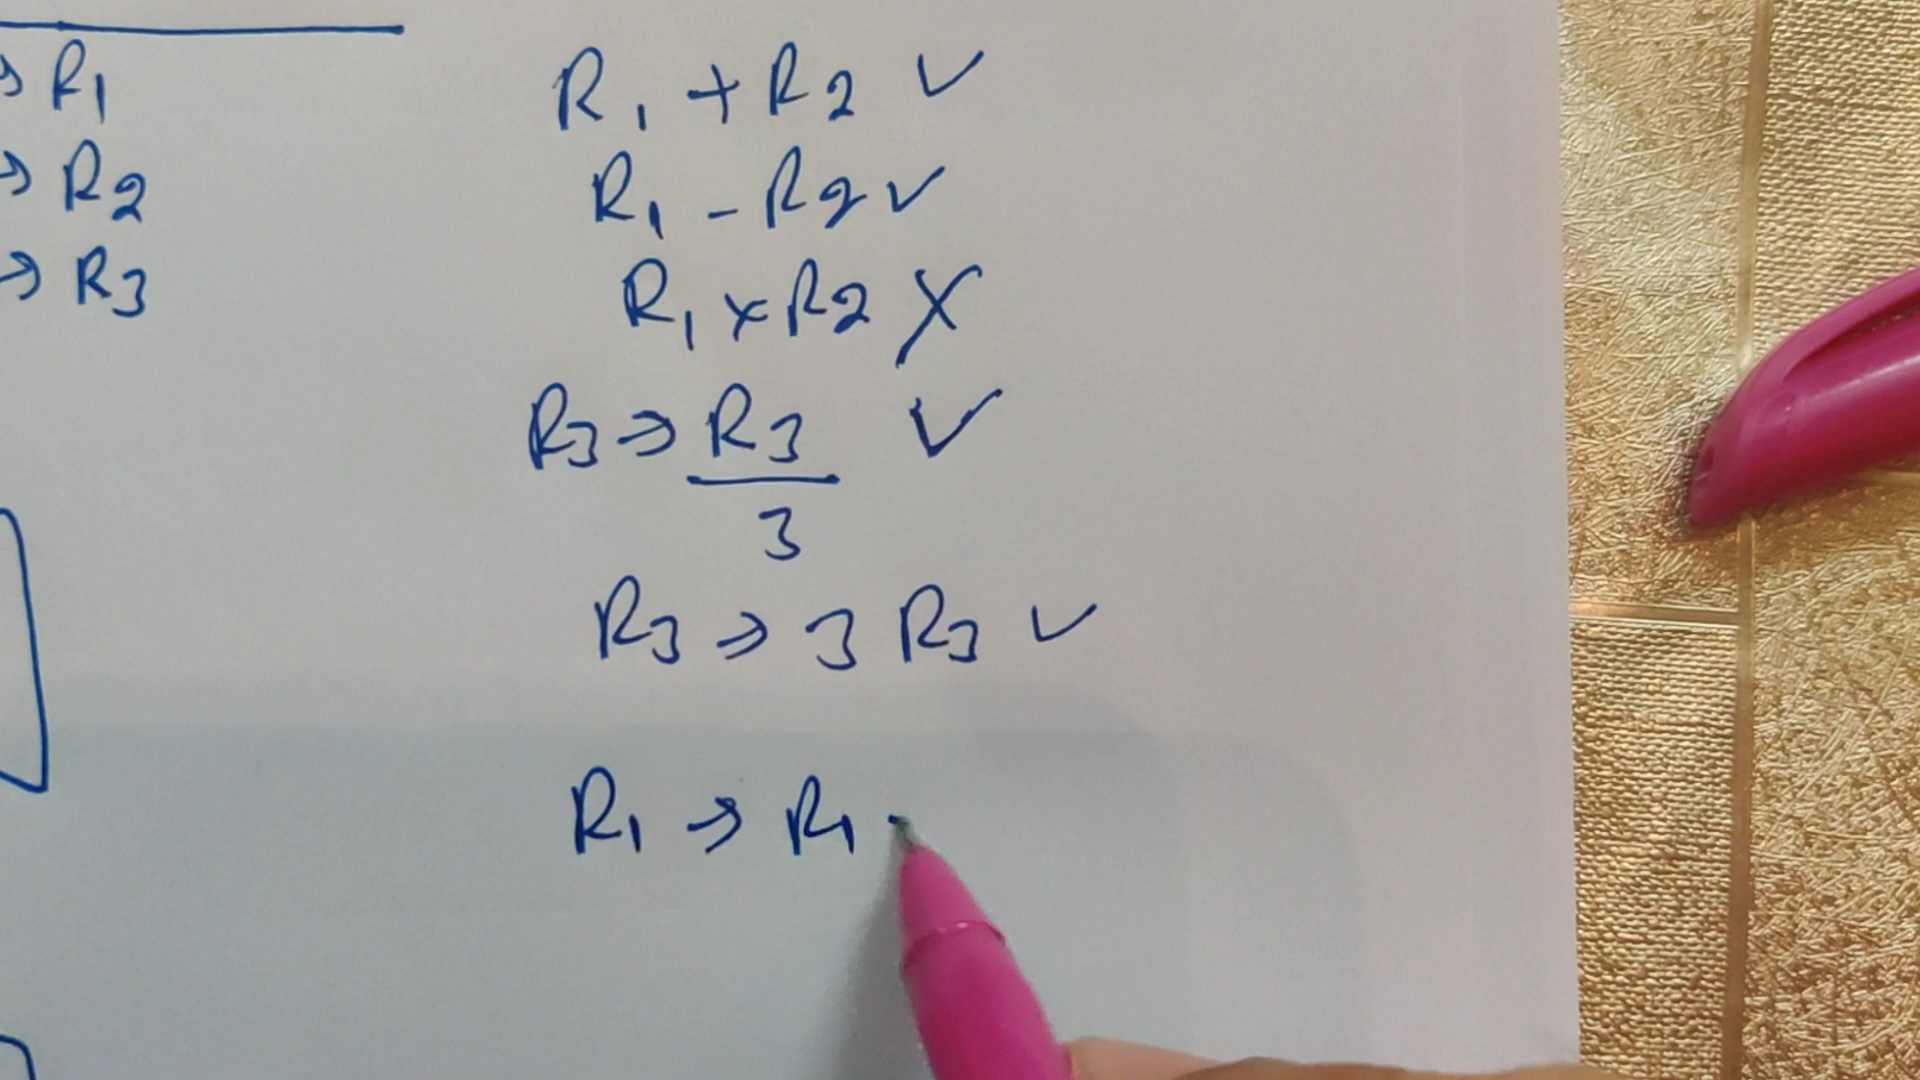 ⇒ R1
⇒ R2
⇒ R3
R1 + R2 ✓
R1 - R2 ✓
R1 × R2 ✗
R3 ⇒ R3
3 ✓
R3 ⇒ 3 R3 ✓
R1 → R1 -